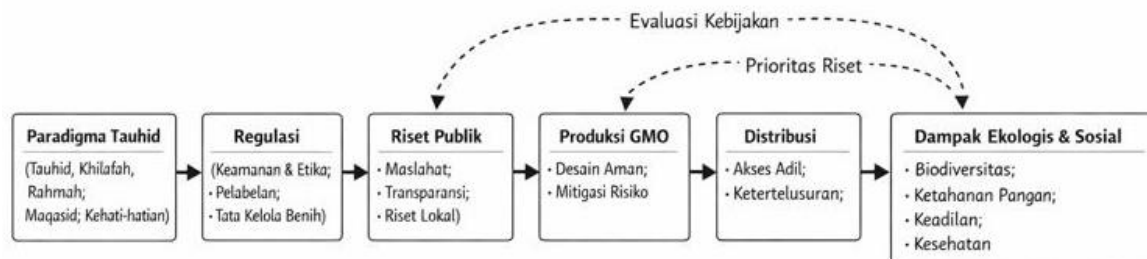 Evaluasi Kebijakan
Prioritas Riset
Paradigma Tauhid
(Tauhid, Khilafah,
Rahmah;
Maqasid; Kehati-hatian)
Regulasi
(Keamanan & Etika;
• Pelabelan;
• Tata Kelola Benih)
Riset Publik
• Maslahat;
• Transparansi;
• Riset Lokal)
Produksi GMO
• Desain Aman;
• Mitigasi Risiko
Distribusi
• Akses Adil;
• Ketertelusuran;
Dampak Ekologis & Sosial
• Biodiversitas;
• Ketahanan Pangan;
• Keadilan;
• Kesehatan